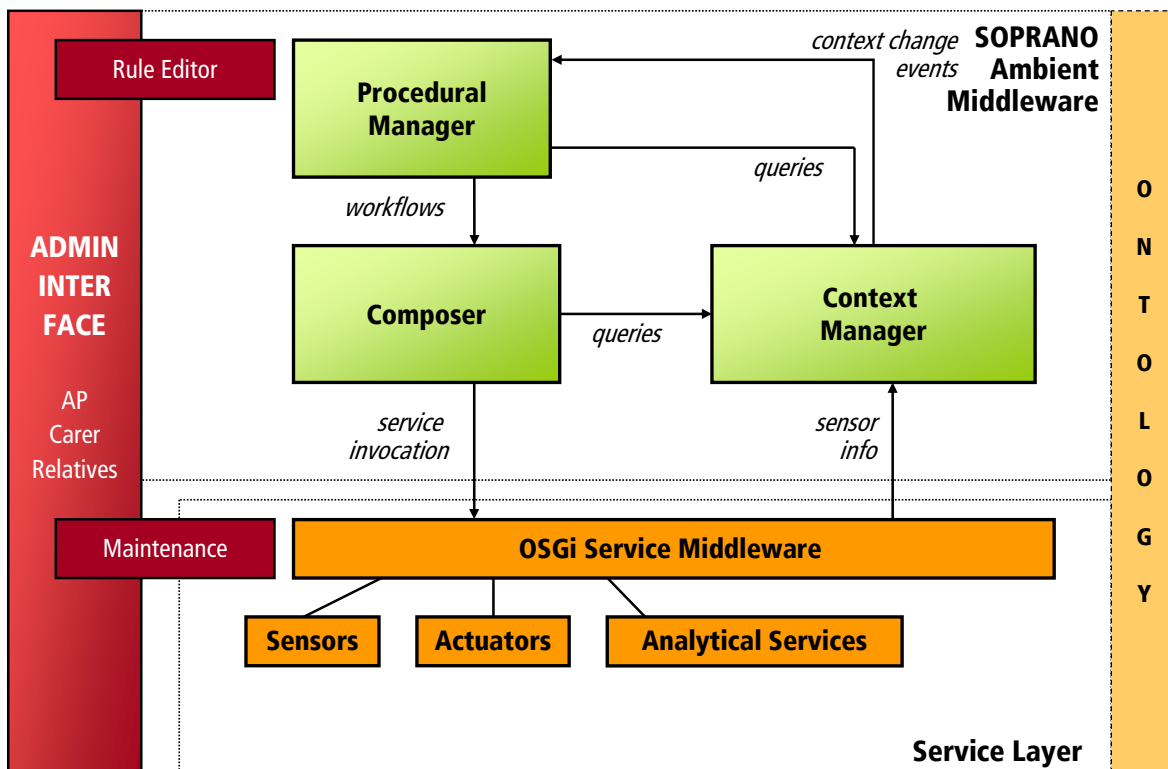 Rule Editor
Procedural
Manager
context change
events
SOPRANO
Ambient
Middleware
queries
workflows
ADMIN
INTER
FACE
AP
Carer
Relatives
Composer
queries
Context
Manager
service
invocation
sensor
info
Maintenance
OSGi Service Middleware
Sensors
Actuators
Analytical Services
Service Layer
O
N
T
O
L
O
G
Y